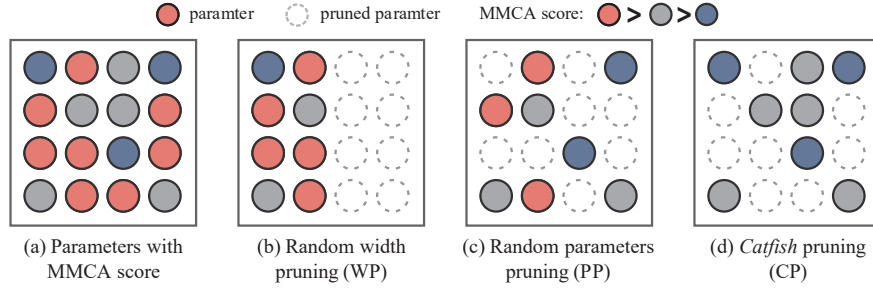 paramter pruned paramter MMCA score: > >
(a) Parameters with
MMCA score
(b) Random width
pruning (WP)
(c) Random parameters
pruning (PP)
(d) Catfish pruning
(CP)